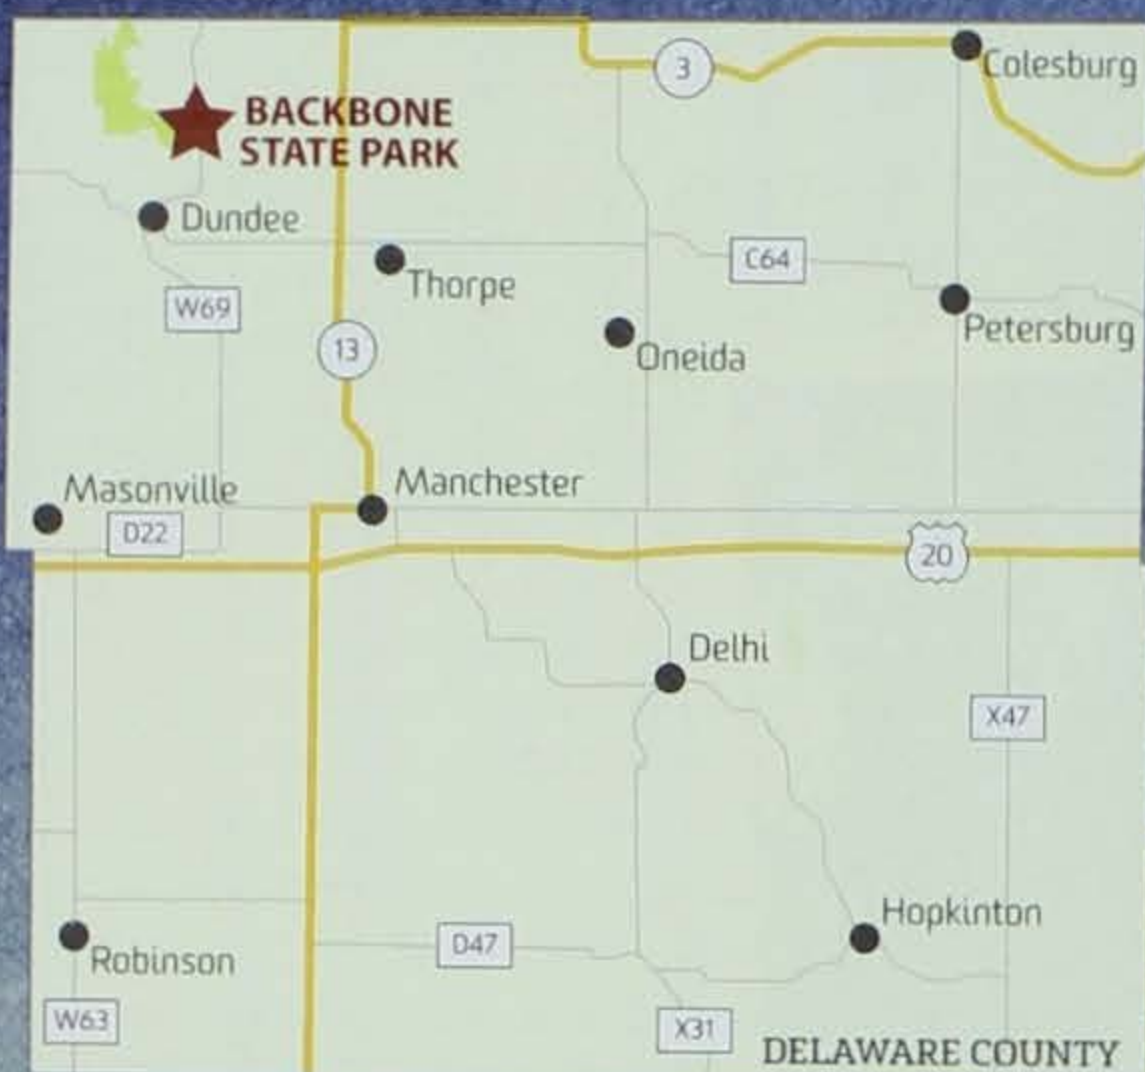 3
Colesburg
BACKBONE
STATE PARK
Dundee
C64
Thorpe
W69
Petersburg
13
Oneida
Masonville
Manchester
D22
20
Delhi
X47
Hopkinton
D47
Robinson
W63
X31
DELAWARE COUNTY